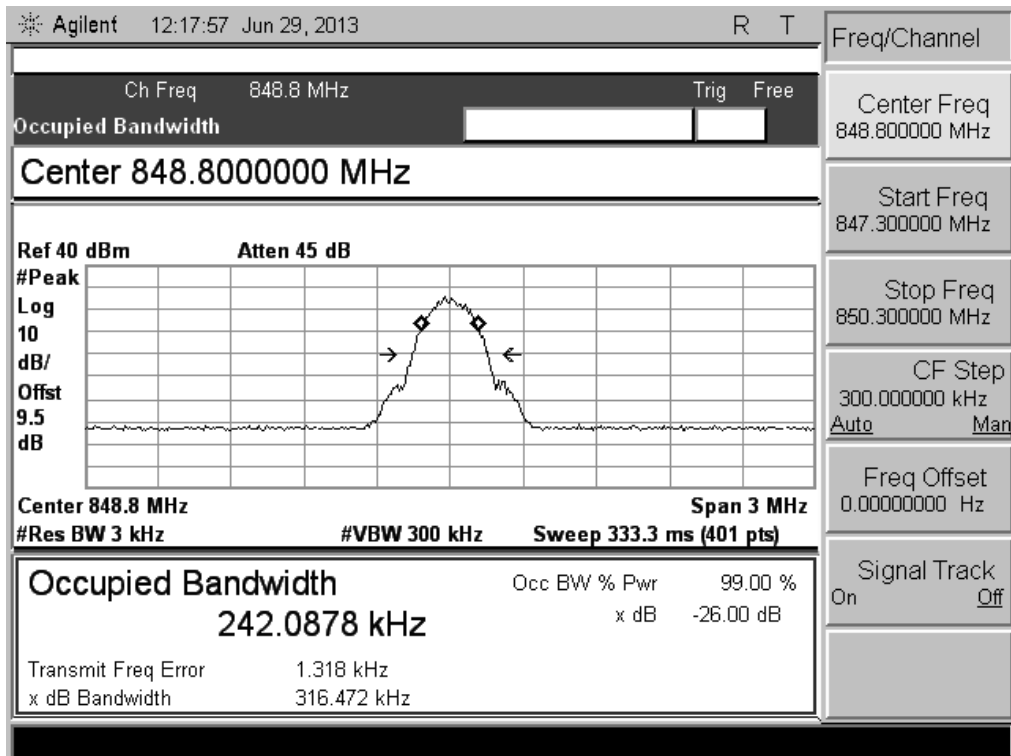 Agilent 12:17:57 Jun 29, 2013 R T
Ch Freq 848.8 MHz Trig Free
Occupied Bandwidth
Center 848.8000000 MHz
Ref 40 dBm Atten 45 dB
#Peak
Log
10
dB/
Offst
9.5
dB
Center 848.8 MHz Span 3 MHz
#Res BW 3 kHz #VBW 300 kHz Sweep 333.3 ms (401 pts)
Occupied Bandwidth
242.0878 kHz
Occ BW % Pwr 99.00 %
x dB -26.00 dB
Transmit Freq Error 1.318 kHz
x dB Bandwidth 316.472 kHz
Freq/Channel
Center Freq
848.800000 MHz
Start Freq
847.300000 MHz
Stop Freq
850.300000 MHz
CF Step
300.000000 kHz
Auto Man
Freq Offset
0.00000000 Hz
Signal Track
On Off